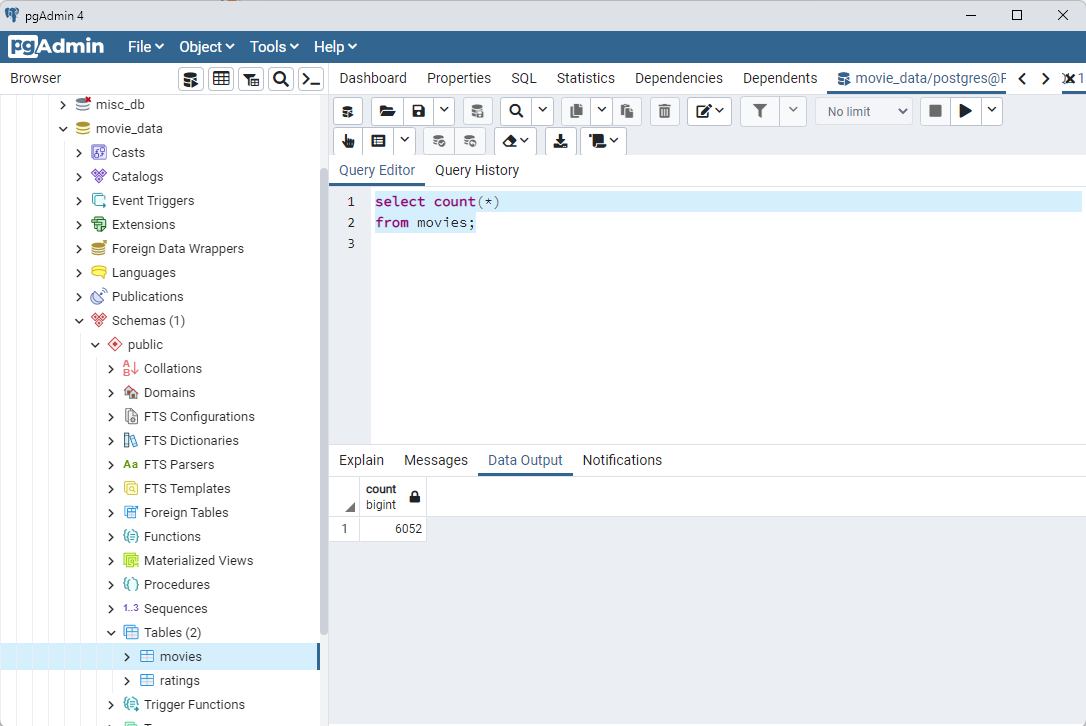 pgAdmin 4
pgAdmin File Object Tools Help
Browser
Dashboard Properties SQL Statistics Dependencies Dependents movie_data/postgres@P 1
misc_db
movie_data
Casts
Catalogs
Event Triggers
Extensions
Foreign Data Wrappers
Languages
Publications
Schemas (1)
public
Collations
Domains
FTS Configurations
FTS Dictionaries
Aa FTS Parsers
FTS Templates
Foreign Tables
Functions
Materialized Views
Procedures
1..3 Sequences
Tables (2)
movies
ratings
Trigger Functions
No limit
Query Editor Query History
1 select count(*)
2 from movies;
3
Explain Messages Data Output Notifications
count
bigint
1 6052